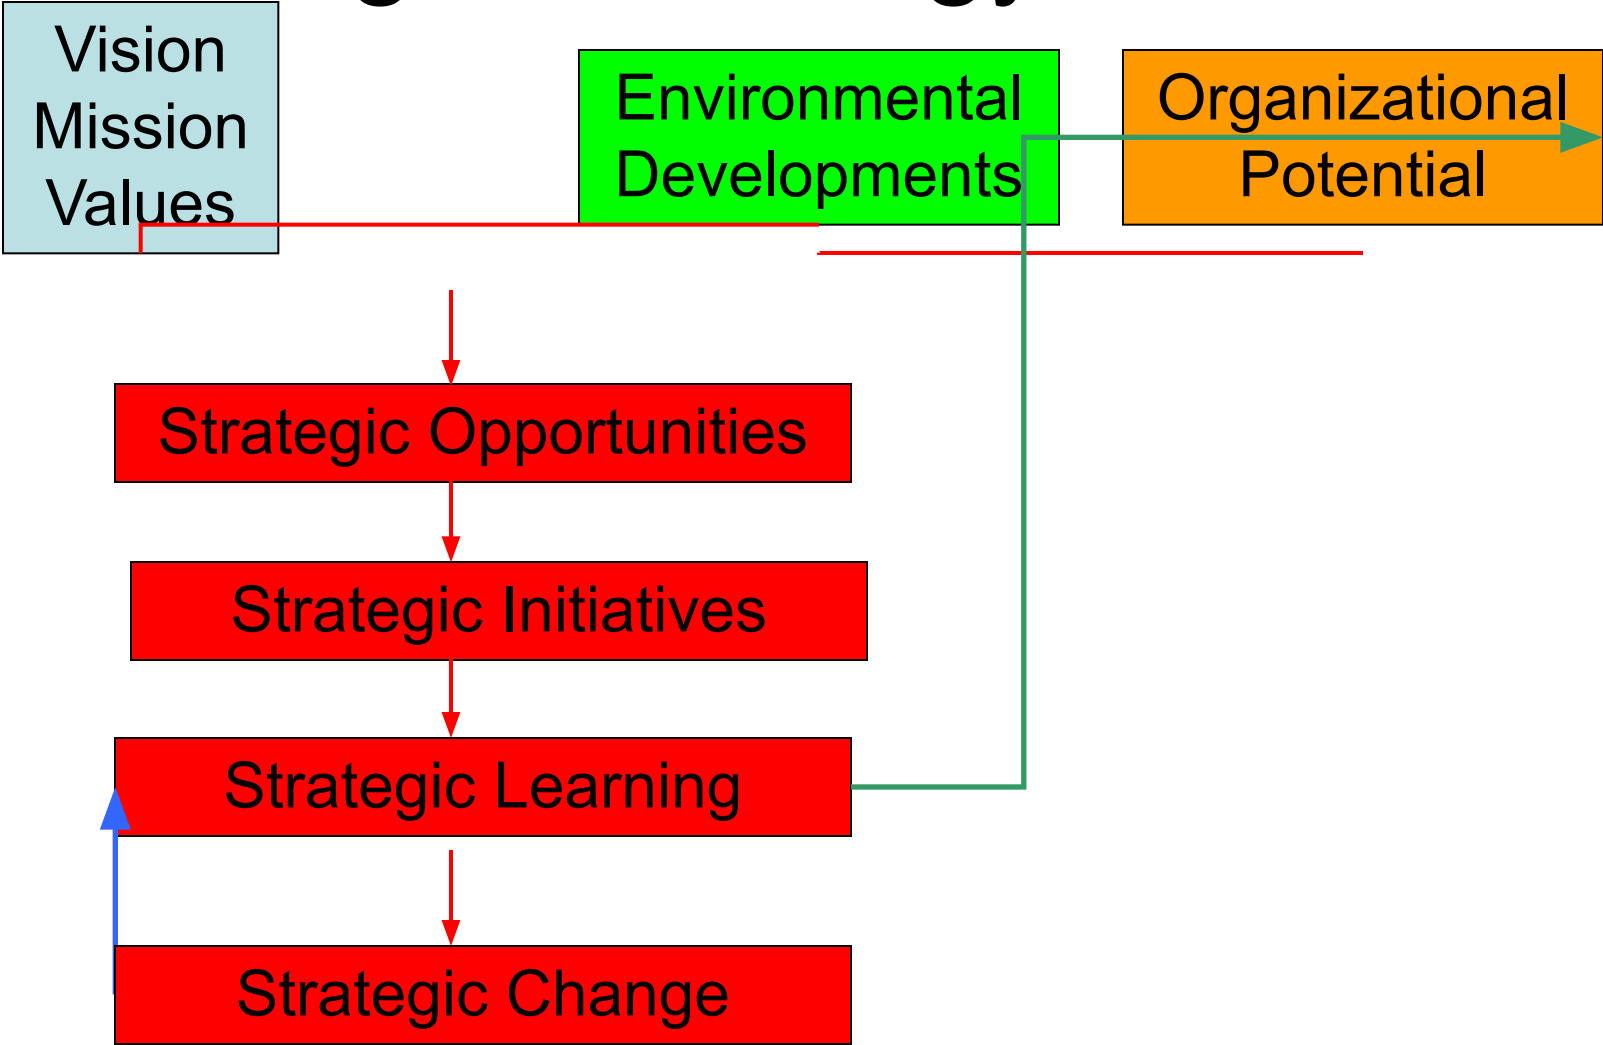 Vision
Mission
Values
Environmental
Developments
Organizational
Potential
Strategic Opportunities
Strategic Initiatives
Strategic Learning
Strategic Change